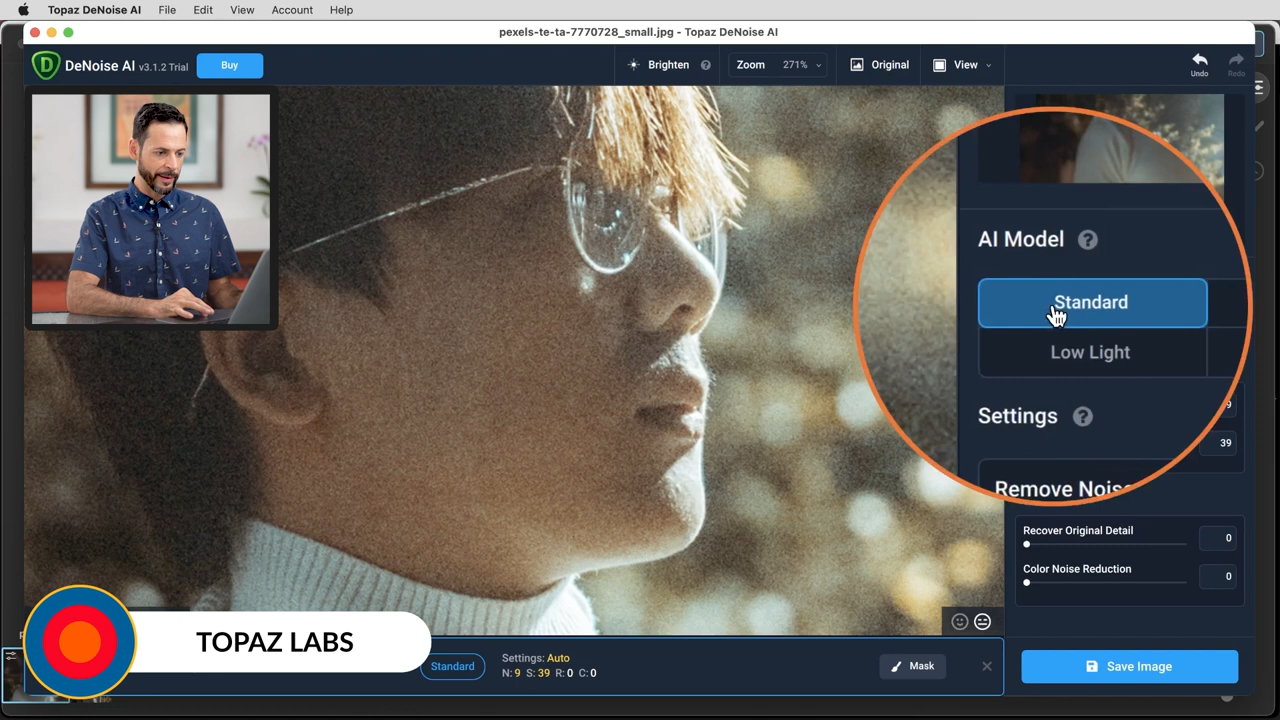 Topaz DeNoise AI File Edit View Account Help
pexels-te-ta-7770728_small.jpg - Topaz DeNoise AI
DeNoise AI v3.1.2 Trial Buy Brighten ? Zoom 271% Original View Undo Redo
AI Model ?
Standard
Low Light
Settings ?
39
Remove Nois
Recover Original Detail 0
Color Noise Reduction 0
TOPAZ LABS
Standard
Settings: Auto
N: 9 S: 39 R: 0 C: 0
Mask
Save Image